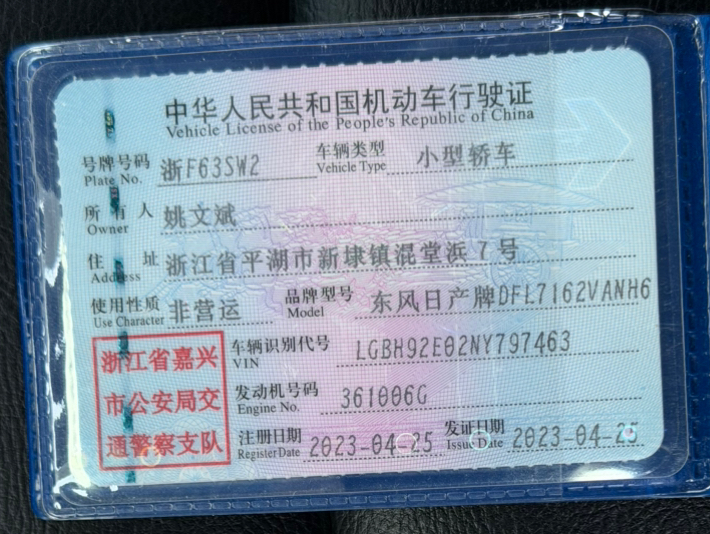 中华人民共和国机动车行驶证
Vehicle License of the People's Republic of China
号牌号码 浙F63SW2 车辆类型 小型轿车
Plate No. Vehicle Type
所有人 姚文斌
Owner
住址 浙江省平湖市新埭镇混堂浜7号
Address
使用性质 非营运 品牌型号 东风日产牌DFL7162VANH6
Use Character Model
浙江省嘉兴 车辆识别代号 LGBH92E02NY797463
VIN
市公安局交 发动机号码 361006G
Engine No.
通警察支队 注册日期 2023-04-25 发证日期 2023-04-25
Register Date Issue Date